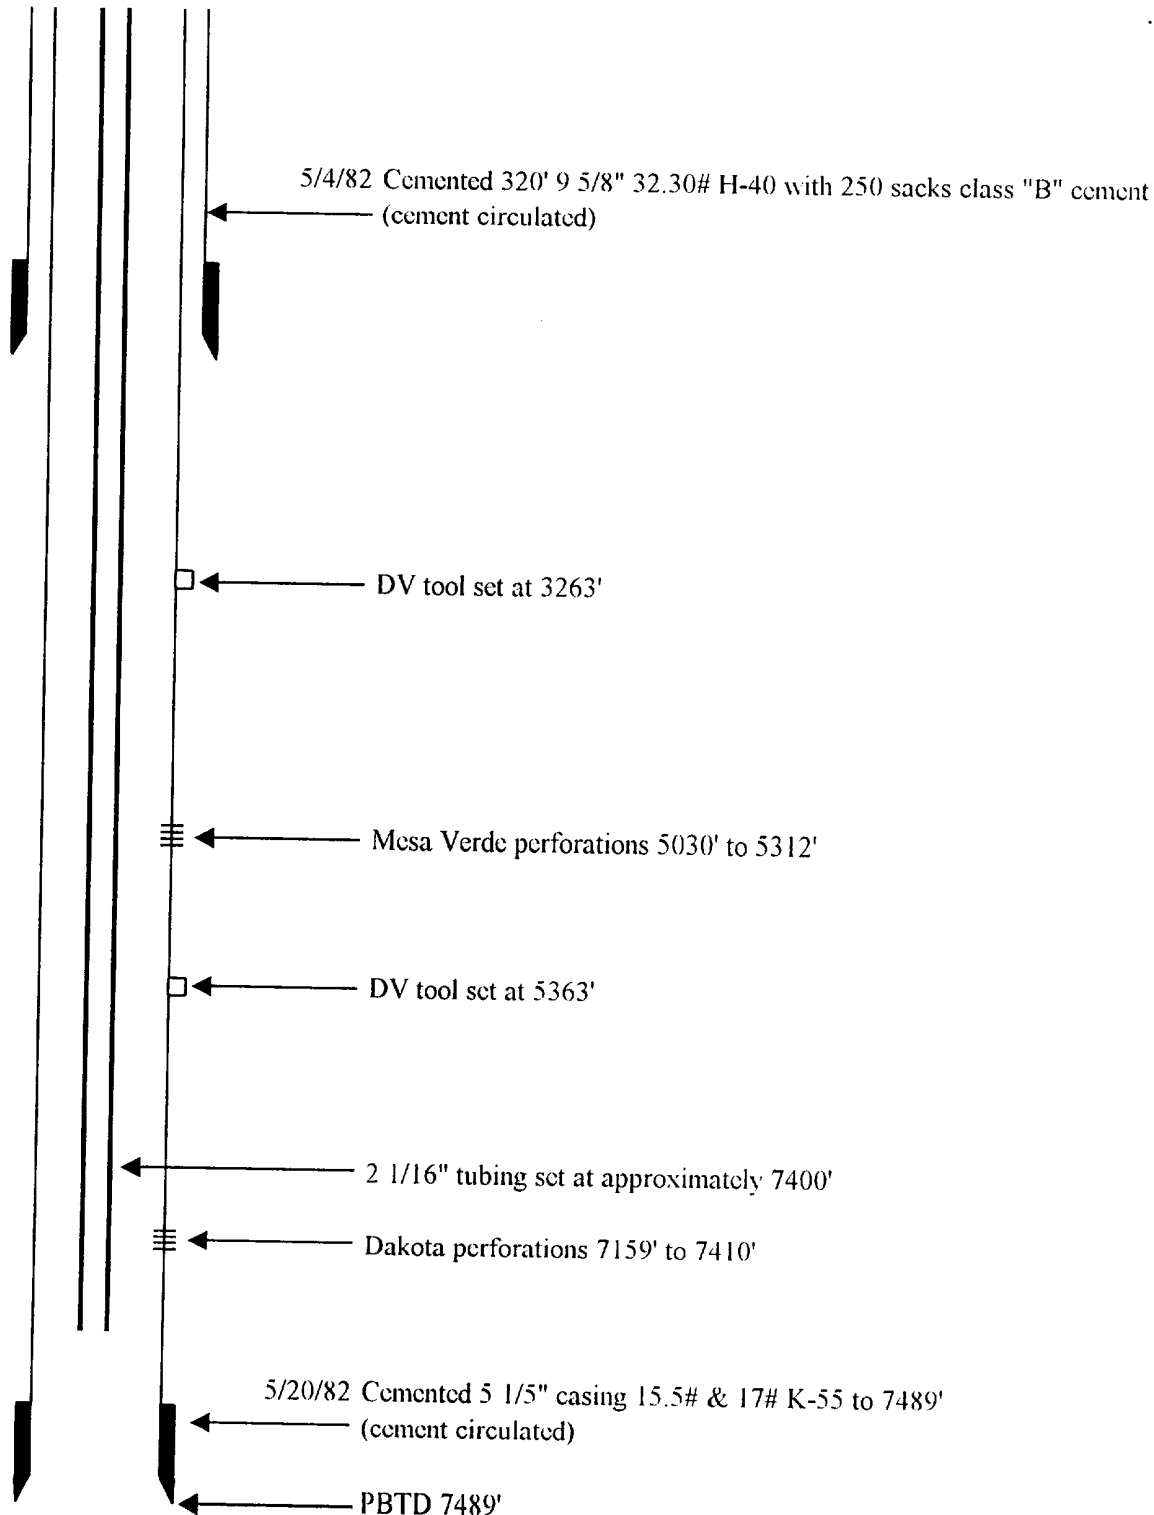 5/4/82 Cemented 320' 9 5/8" 32.30# H-40 with 250 sacks class "B" cement
(cement circulated)
DV tool set at 3263'
Mesa Verde perforations 5030' to 5312'
DV tool set at 5363'
2 1/16" tubing set at approximately 7400'
Dakota perforations 7159' to 7410'
5/20/82 Cemented 5 1/5" casing 15.5# & 17# K-55 to 7489'
(cement circulated)
PBTD 7489'